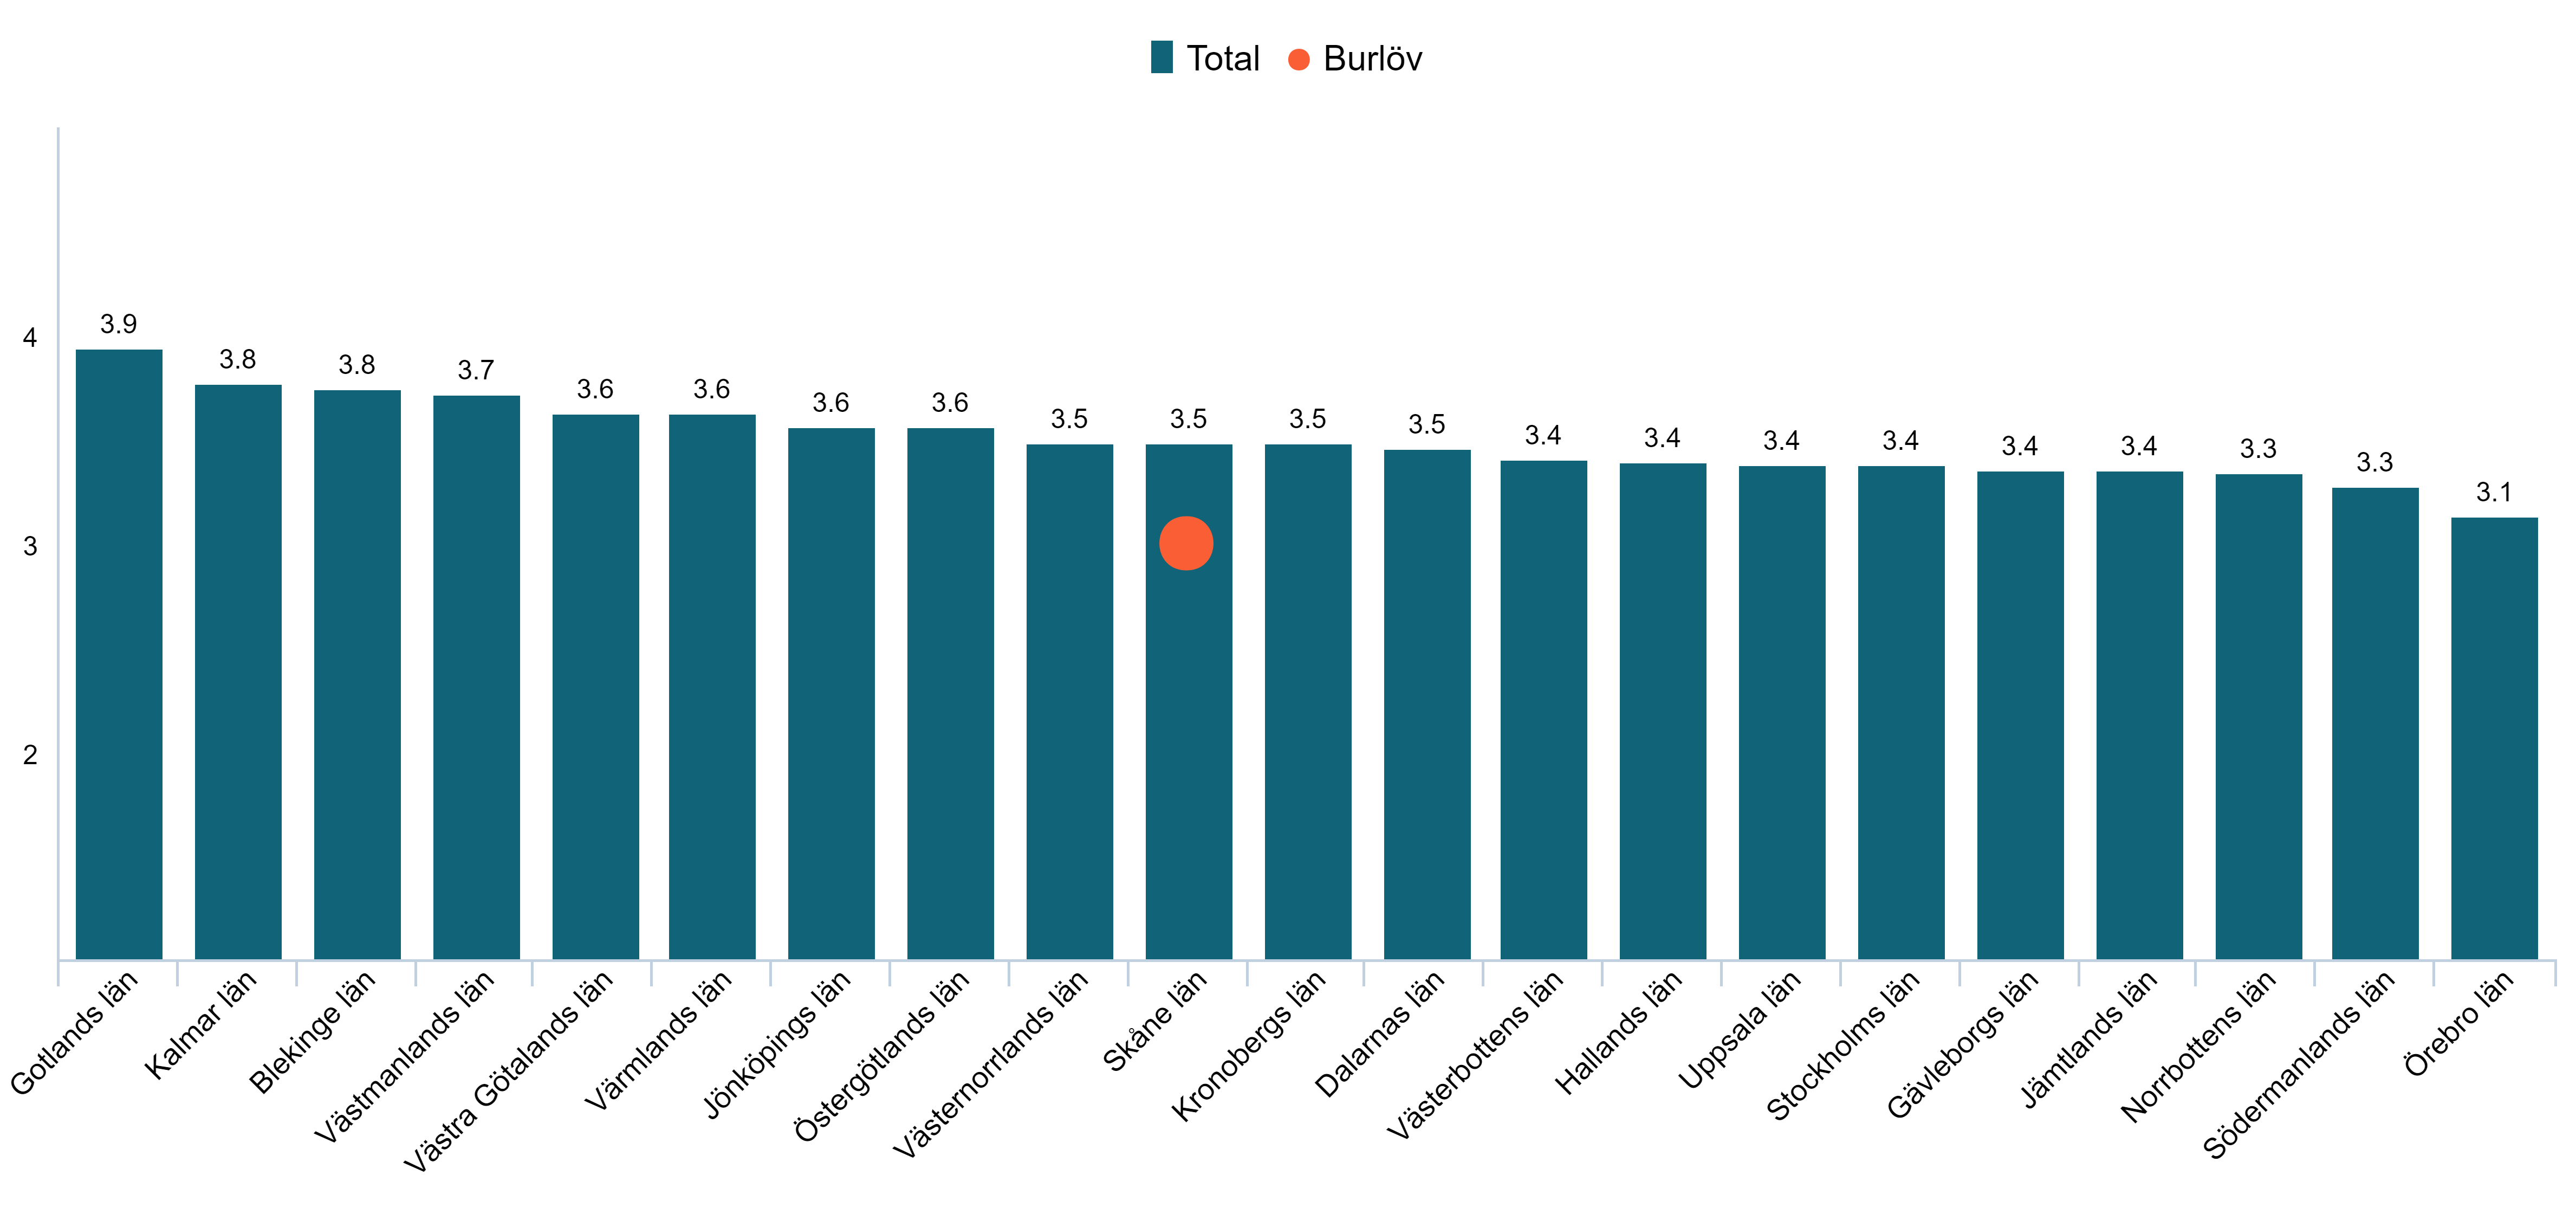 Total Burlöv
4
3
2
3.9
3.8
3.8
3.7
3.6
3.6
3.6
3.6
3.5
3.5
3.5
3.5
3.4
3.4
3.4
3.4
3.4
3.4
3.3
3.3
3.1
Gotlands län
Kalmar län
Blekinge län
Västmanlands län
Västra Götalands län
Värmlands län
Jönköpings län
Östergötlands län
Västernorrlands län
Skåne län
Kronobergs län
Dalarnas län
Västerbottens län
Hallands län
Uppsala län
Stockholms län
Gävleborgs län
Jämtlands län
Norrbottens län
Södermanlands län
Örebro län